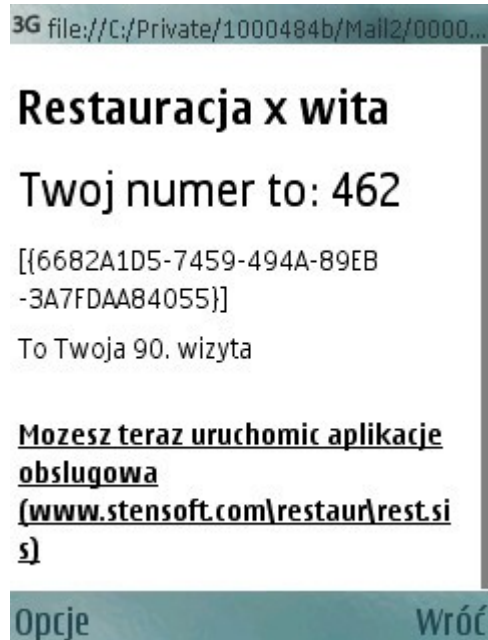 3G file://C:/Private/1000484b/Mail2/0000...
Restauracja x wita
Twoj numer to: 462
[{6682A1D5-7459-494A-89EB
-3A7FDAA84055}]
To Twoja 90. wizyta
Mozesz teraz uruchomic aplikacje
obslugowa
(www.stensoft.com\restaur\rest.si
s)
Opcje Wróć